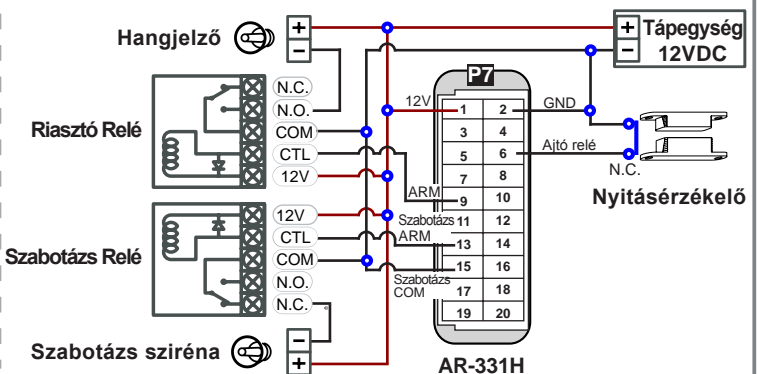 Hangjelző
+
−
+
−
Tápegység
12VDC
Riasztó Relé
N.C.
N.O.
COM
CTL
12V
P7
12V
GND
1 2
3 4
5 6
7 8
9 10
11 12
13 14
15 16
17 18
19 20
Ajtó relé
N.C.
Nyitásérzékelő
ARM
Szabotázs
ARM
Szabotázs
COM
Szabotázs Relé
12V
CTL
COM
N.O.
N.C.
Szabotázs sziréna
−
+
AR-331H